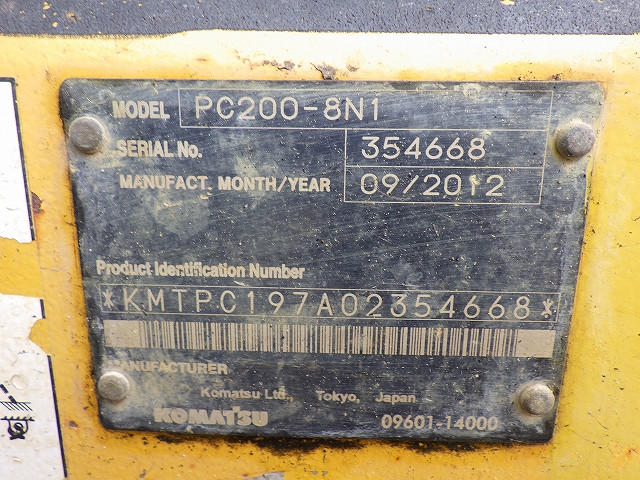 MODEL PC200-8N1
SERIAL No. 354668
MANUFACT. MONTH/YEAR 09/2012
Product Identification Number
*KMTPC197A02354668*
MANUFACTURER
Komatsu Ltd., Tokyo, Japan
KOMATSU 09601-14000